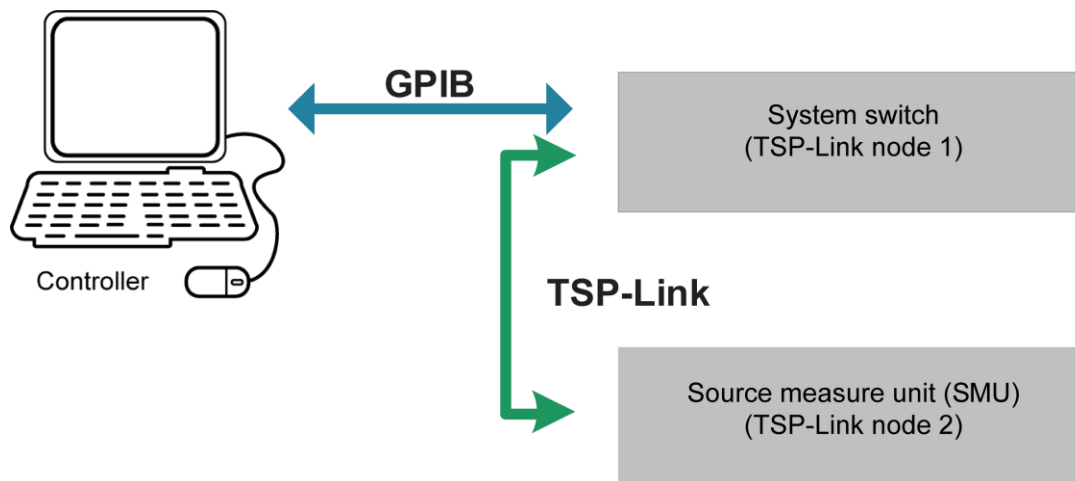 GPIB
System switch
(TSP-Link node 1)
Controller
TSP-Link
Source measure unit (SMU)
(TSP-Link node 2)